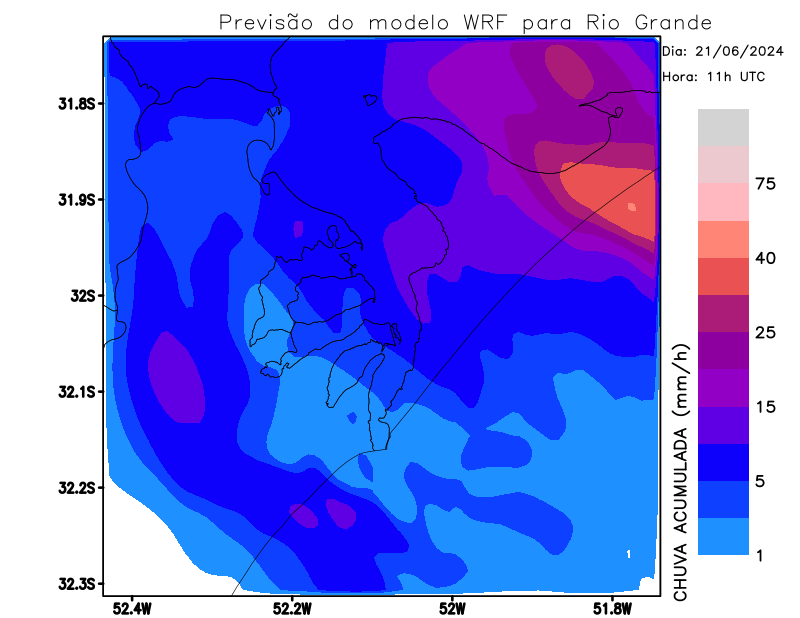 Previsão do modelo WRF para Rio Grande
Dia: 21/06/2024
Hora: 11h UTC
31.8S
31.9S
32S
32.1S
32.2S
32.3S
52.4W
52.2W
52W
51.8W
75
40
25
15
5
1
CHUVA ACUMULADA (mm/h)
1